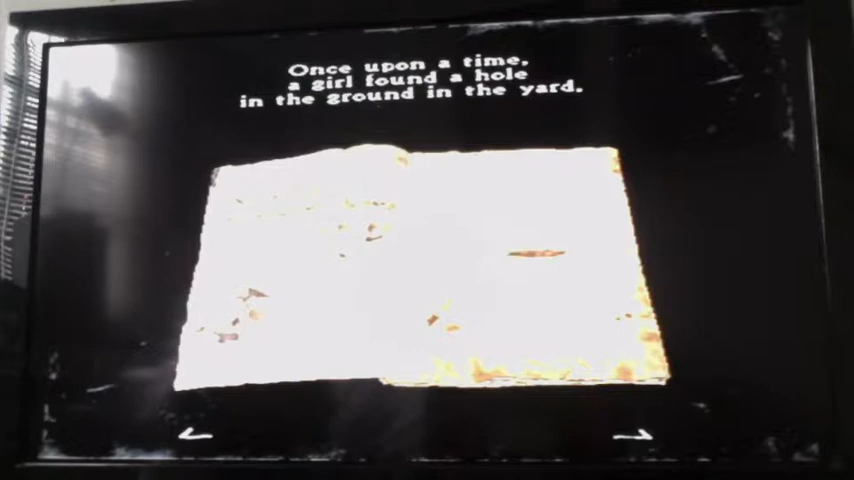 Once upon a time,
a girl found a hole
in the ground in the yard.